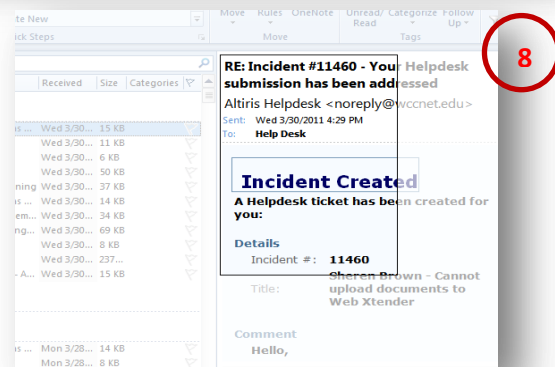 te New
Move Rules OneNote Unread/ Categorize Follow
Read Up
ick Steps Move Tags
8
Received Size Categories
RE: Incident #11460 - Your Helpdesk
submission has been addressed
Altiris Helpdesk <noreply@wccnet.edu>
Sent: Wed 3/30/2011 4:29 PM
To: Help Desk
as ... Wed 3/30... 15 KB
Wed 3/30... 11 KB
Wed 3/30... 6 KB
Wed 3/30... 50 KB
ning Wed 3/30... 37 KB
as ... Wed 3/30... 14 KB
em... Wed 3/30... 34 KB
ng... Wed 3/30... 69 KB
Wed 3/30... 8 KB
Wed 3/30... 237...
- A... Wed 3/30... 15 KB
Mon 3/28... 14 KB
Mon 3/28... 8 KB
Incident Created
A Helpdesk ticket has been created for
you:
Details
Incident #: 11460
Title: Sheren Brown - Cannot
upload documents to
Web Xtender
Comment
Hello,